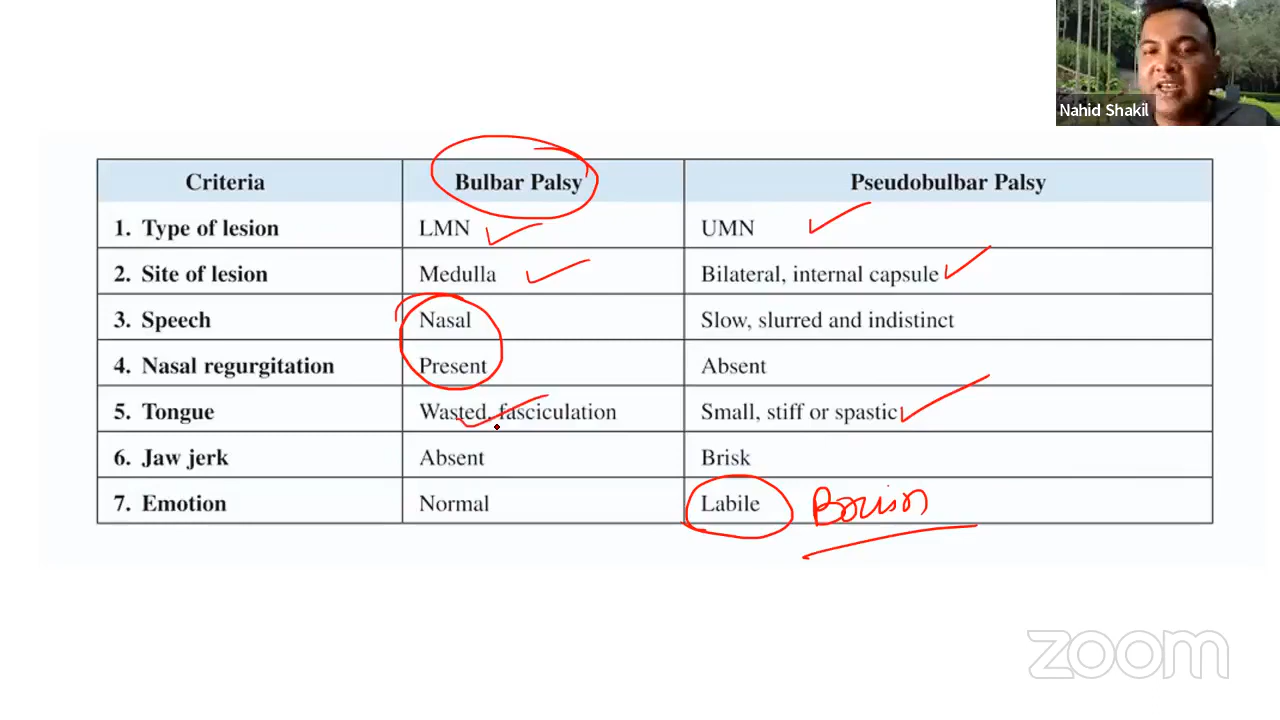 Nahid Shakil
Criteria Bulbar Palsy Pseudobulbar Palsy
1. Type of lesion LMN UMN
2. Site of lesion Medulla Bilateral, internal capsule
3. Speech Nasal Slow, slurred and indistinct
4. Nasal regurgitation Present Absent
5. Tongue Wasted, fasciculation Small, stiff or spastic
6. Jaw jerk Absent Brisk
7. Emotion Normal Labile
zoom